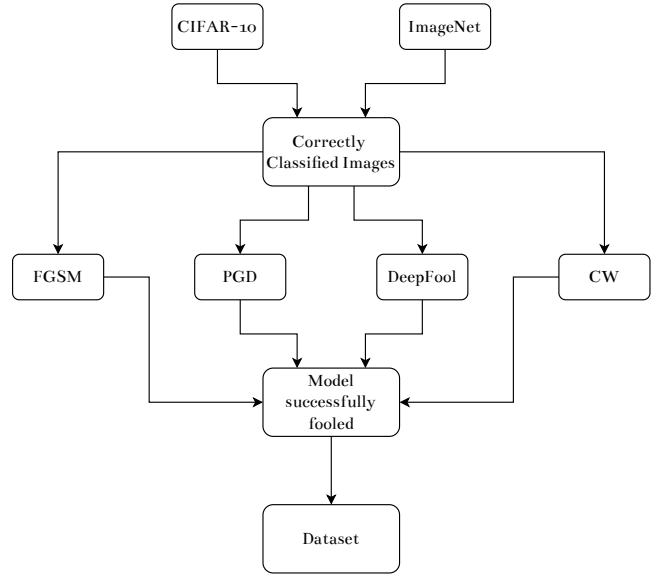 CIFAR-10
ImageNet
Correctly
Classified Images
FGSM
PGD
DeepFool
CW
Model
successfully
fooled
Dataset